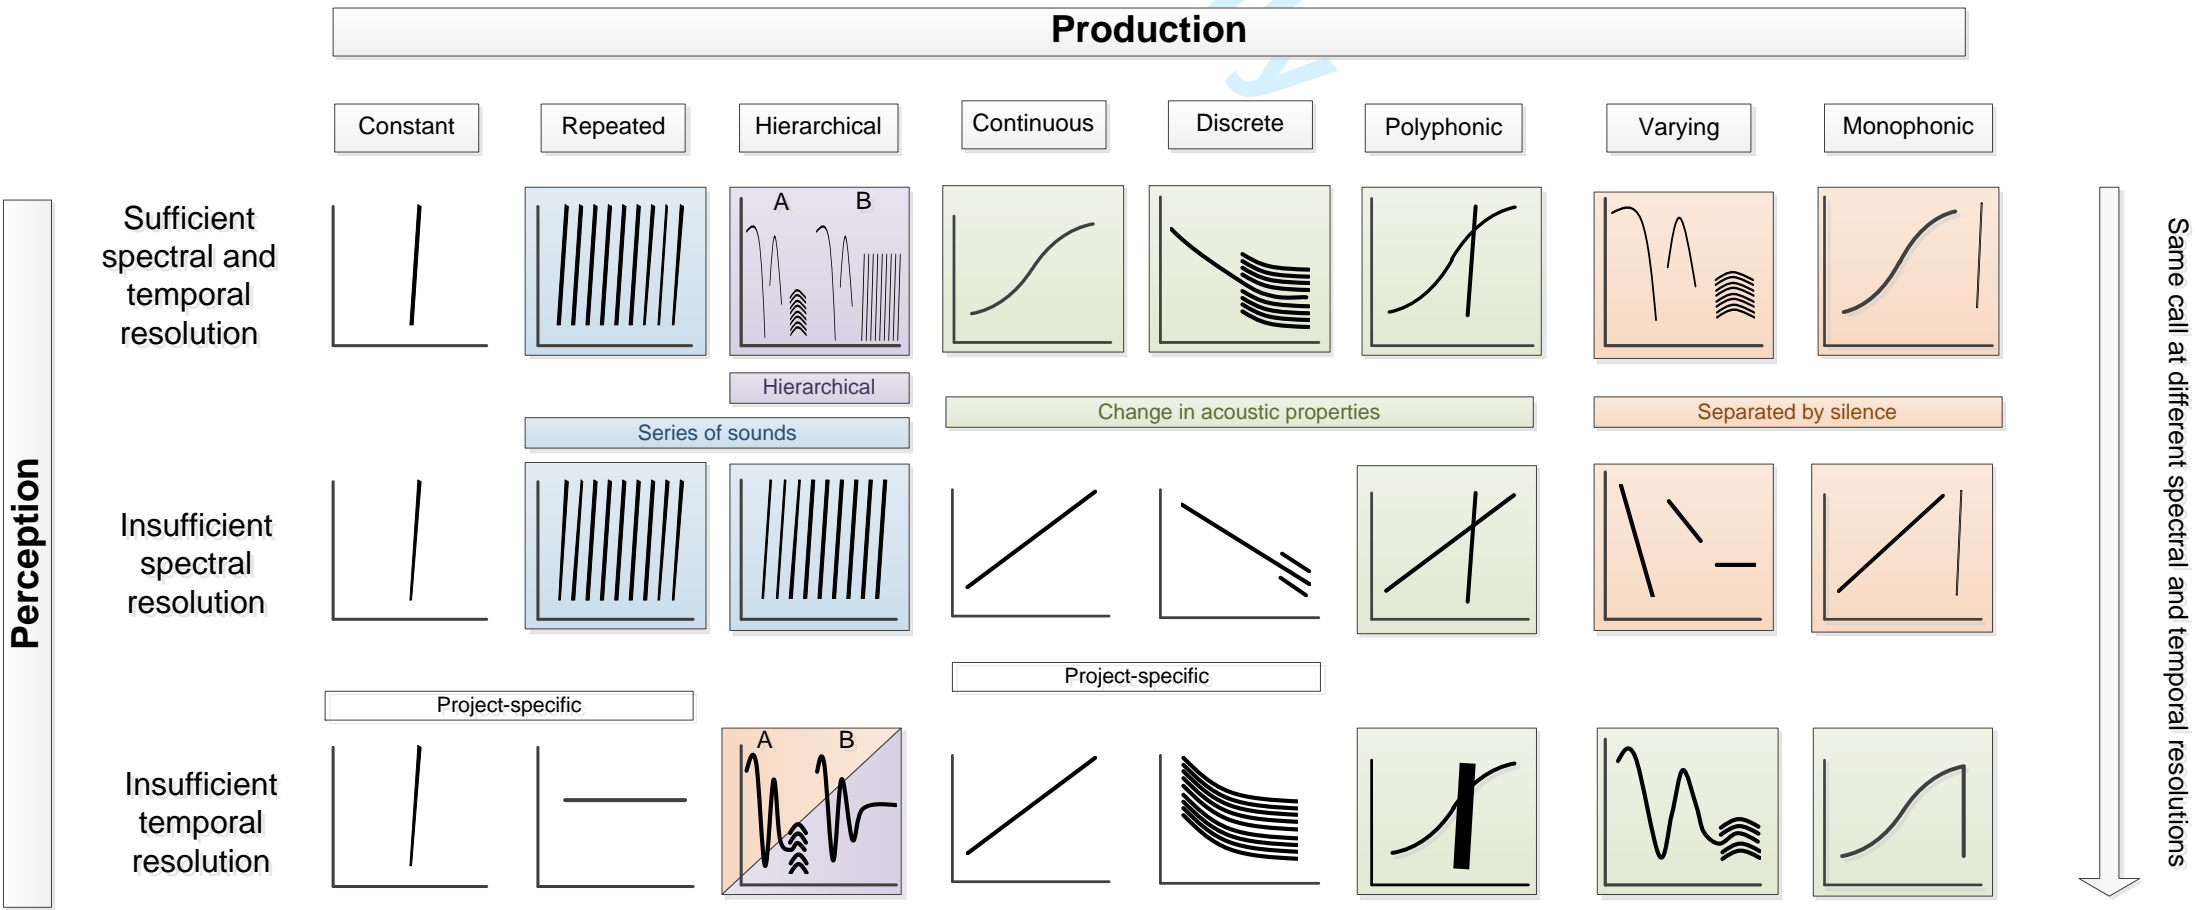 Production
Constant
Repeated
Hierarchical
Continuous
Discrete
Polyphonic
Varying
Monophonic
Perception
Sufficient
spectral and
temporal
resolution
A
B
Hierarchical
Series of sounds
Change in acoustic properties
Separated by silence
Insufficient
spectral
resolution
Project-specific
Project-specific
Insufficient
temporal
resolution
A
B
Same call at different spectral and temporal resolutions